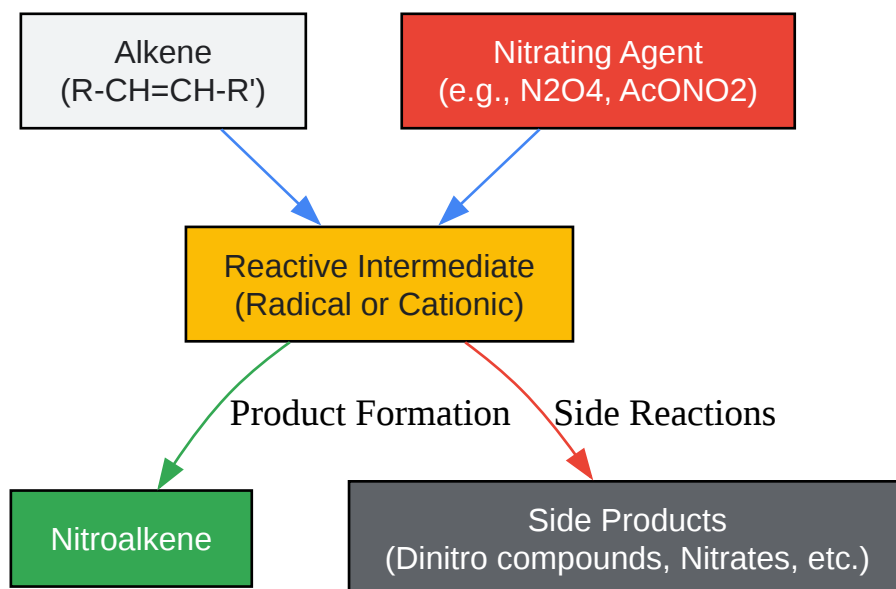 Alkene
(R-CH=CH-R')
Nitrating Agent
(e.g., N2O4, AcONO2)
Reactive Intermediate
(Radical or Cationic)
Product Formation
Side Reactions
Nitroalkene
Side Products
(Dinitro compounds, Nitrates, etc.)